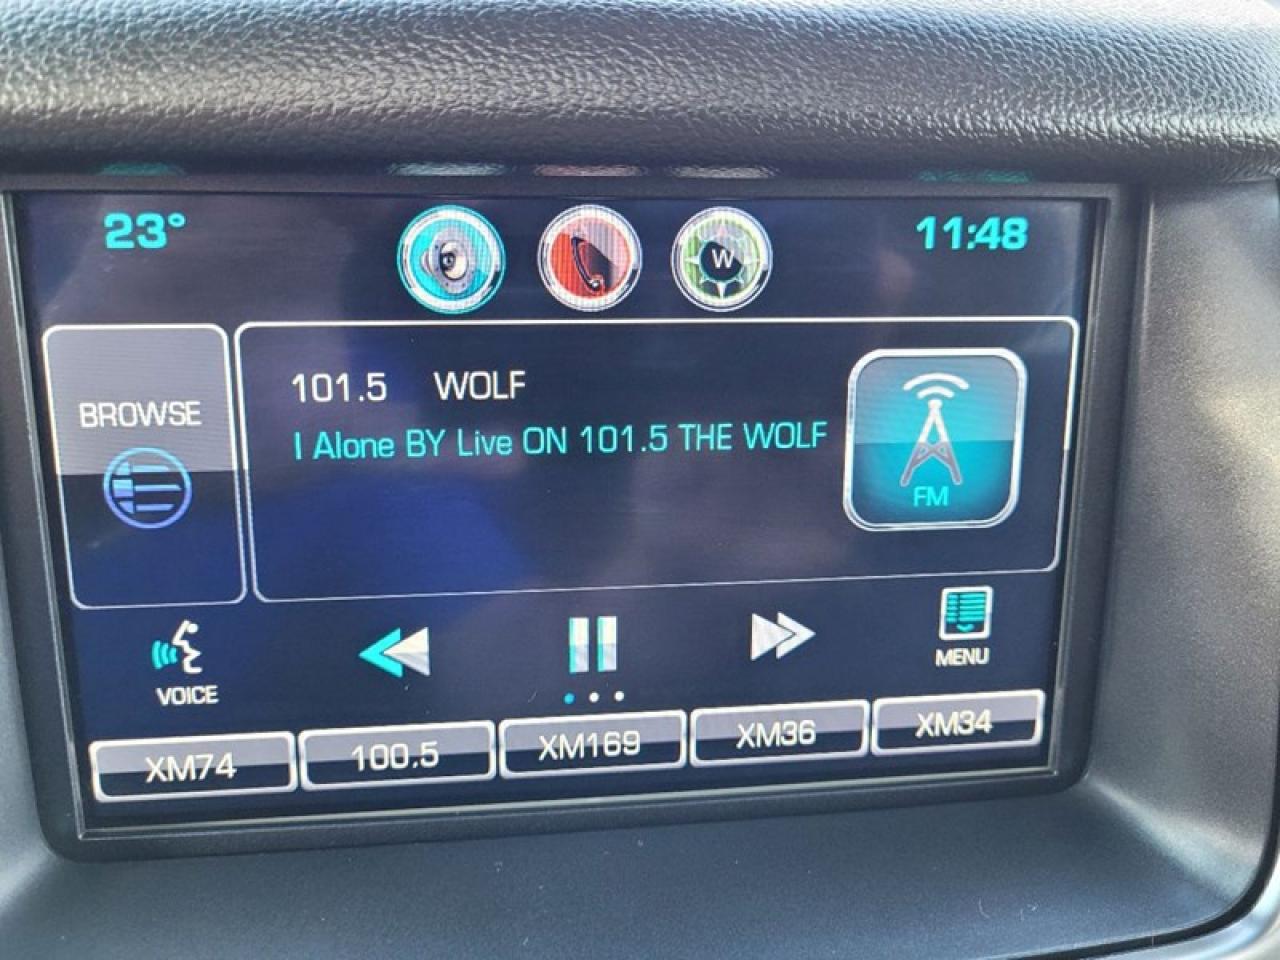 23° W 11:48
BROWSE
101.5 WOLF
I Alone BY Live ON 101.5 THE WOLF
FM
VOICE
MENU
XM74 100.5 XM169 XM36 XM34